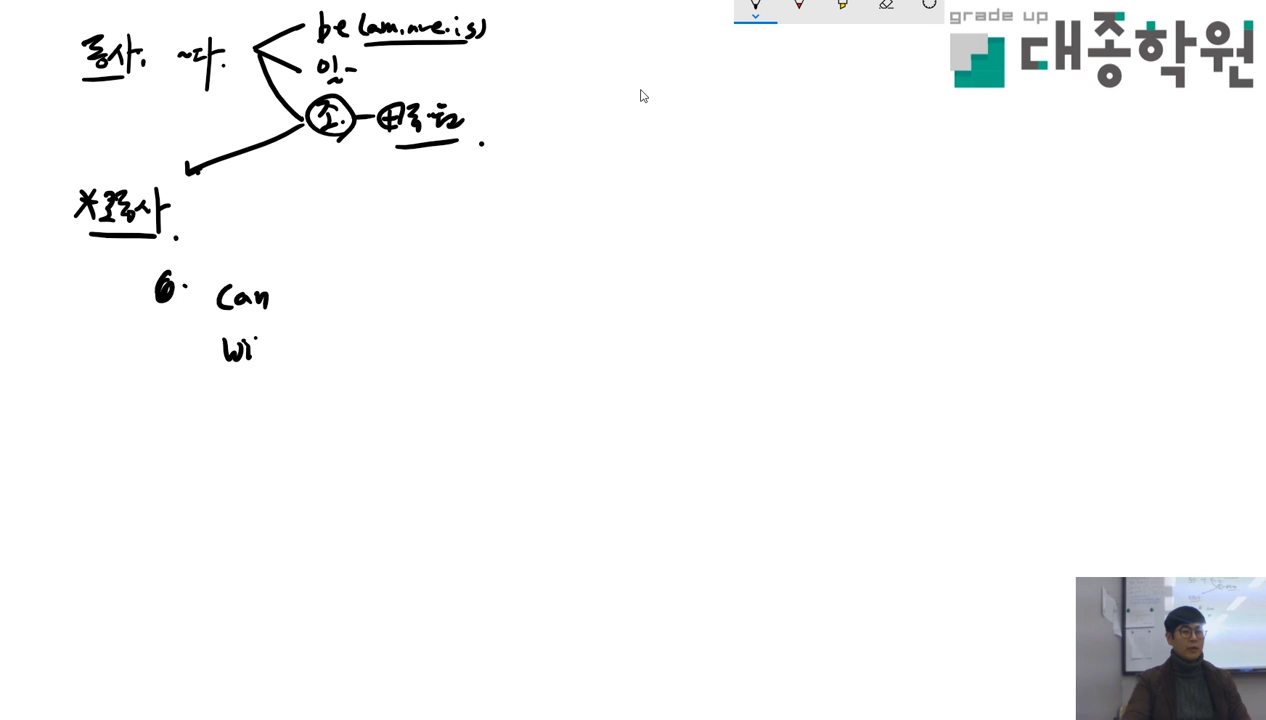 grade up
대종학원
동사. ~다.
be (am.are.is)
일~
조. - +동.원
※조동사.
6. can
wi